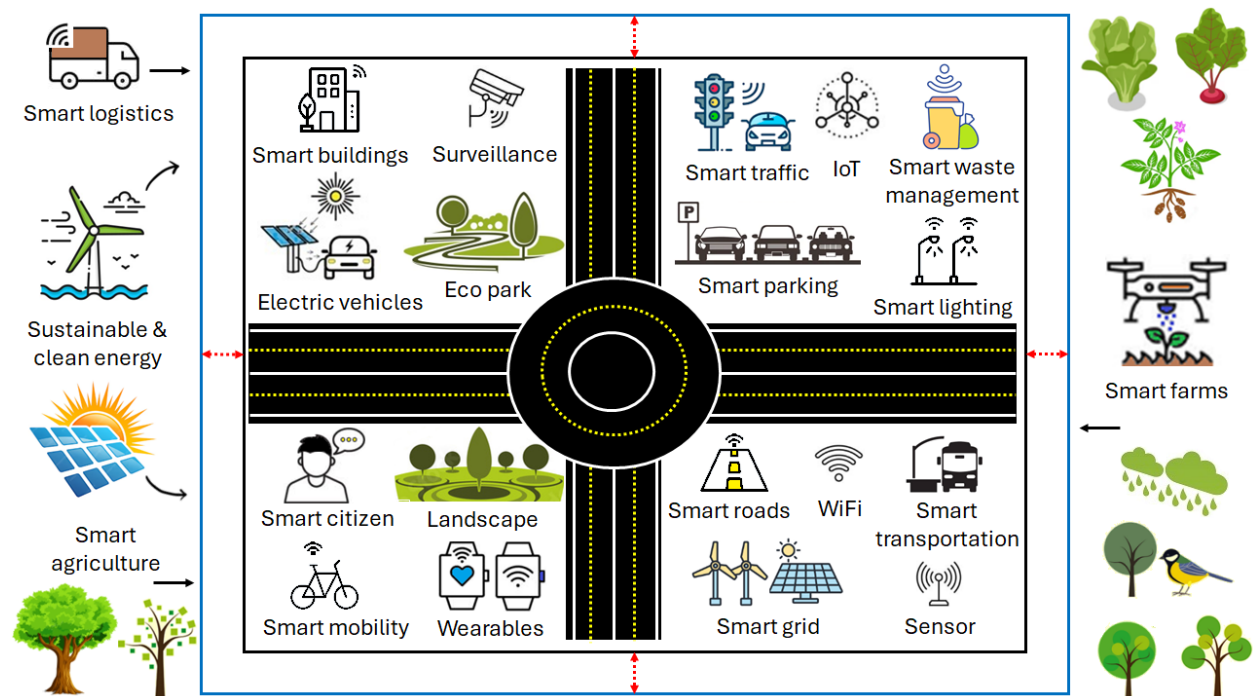 Smart logistics
Sustainable &
clean energy
Smart
agriculture
Smart buildings
Surveillance
Electric vehicles
Eco park
Smart traffic
IoT
Smart waste
management
P
Smart parking
Smart lighting
Smart citizen
Landscape
Smart mobility
Wearables
Smart roads
WiFi
Smart
transportation
Smart grid
Sensor
Smart farms